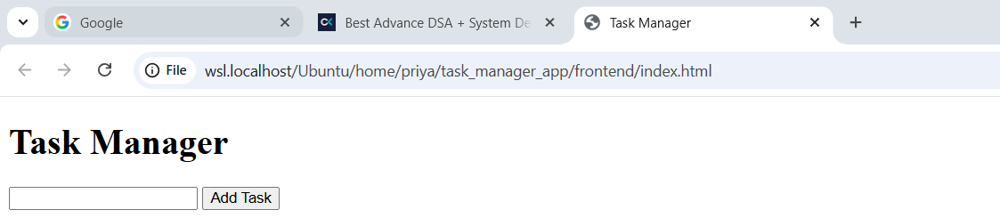 Google
Best Advance DSA + System De
Task Manager
File
wsl.localhost/Ubuntu/home/priya/task_manager_app/frontend/index.html
Task Manager
Add Task